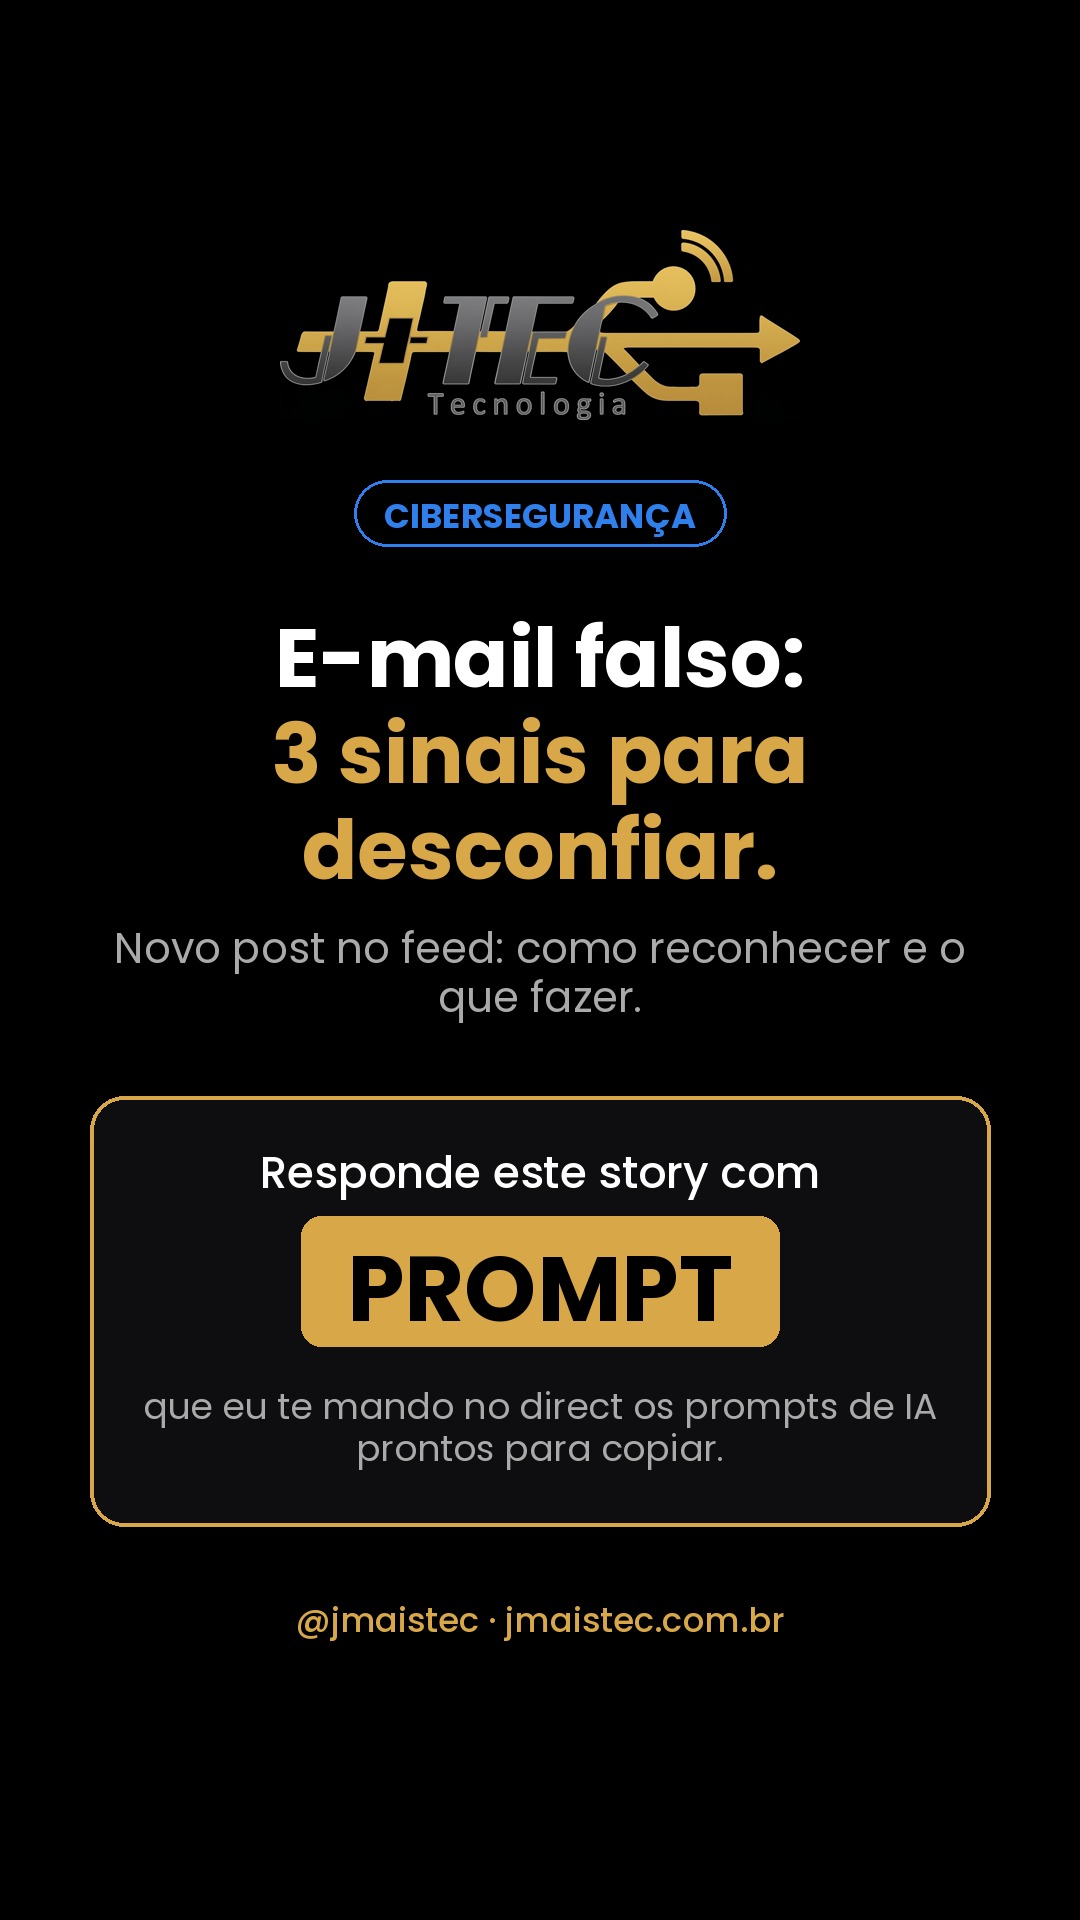 J+TEC
Tecnologia
CIBERSEGURANÇA
E-mail falso:
3 sinais para
desconfiar.
Novo post no feed: como reconhecer e o
que fazer.
Responde este story com
PROMPT
que eu te mando no direct os prompts de IA
prontos para copiar.
@jmaistec · jmaistec.com.br